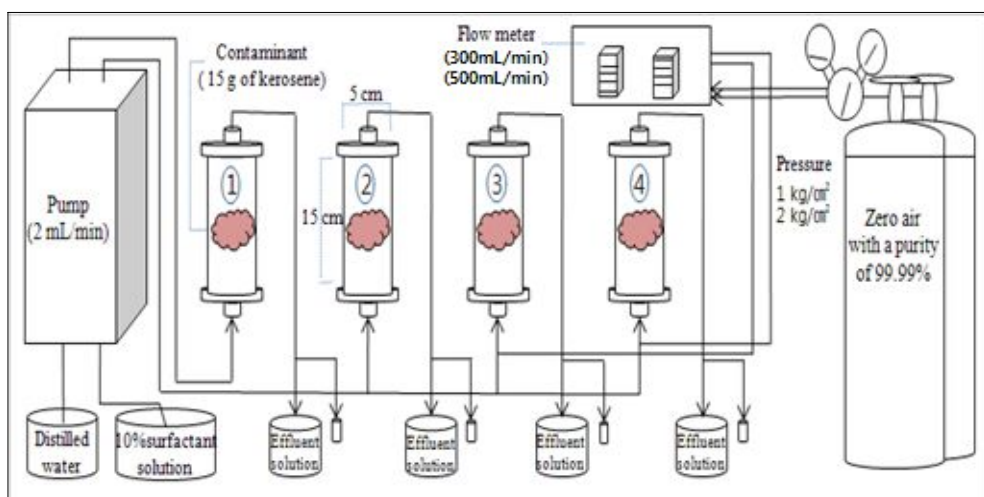 Contaminant
( 15 g of kerosene)
Flow meter
(300mL/min)
(500mL/min)
5 cm
15 cm
1
2
3
4
Pump
(2 mL/min)
Pressure
1 kg/㎠
2 kg/㎠
Zero air
with a purity
of 99.99%
Distilled
water
10%surfactant
solution
Effluent
solution
Effluent
solution
Effluent
solution
Effluent
solution